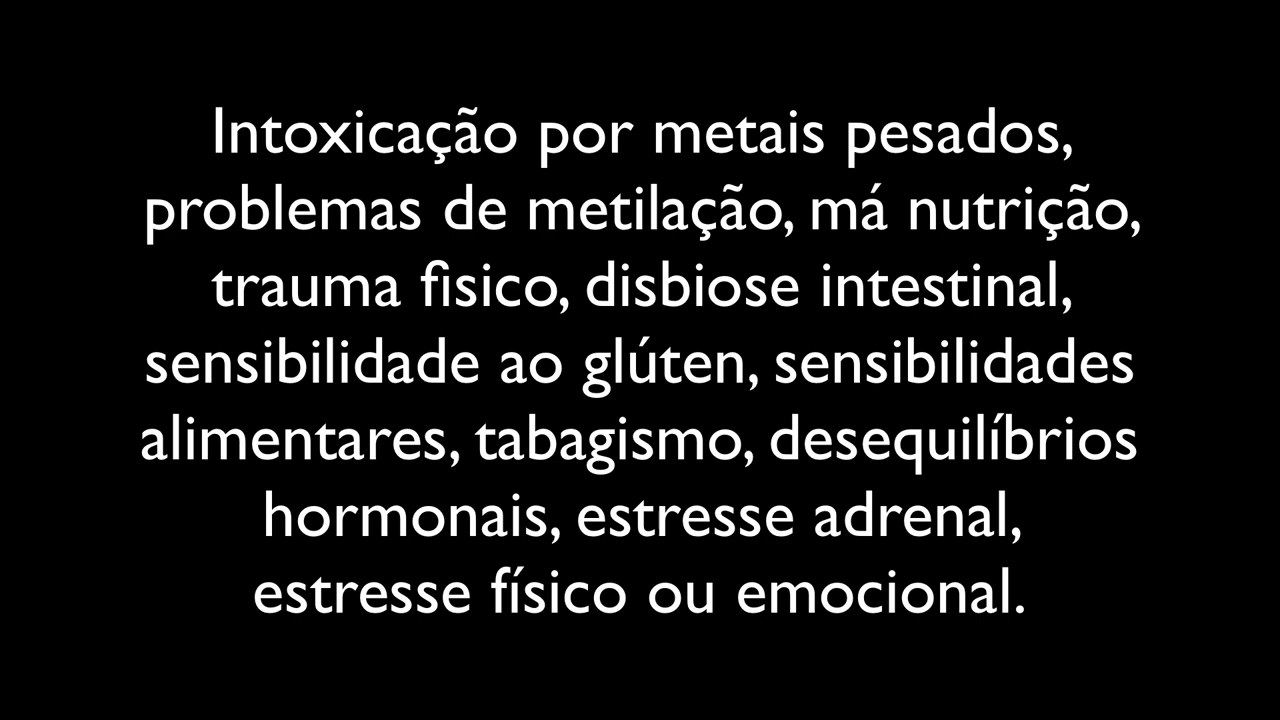 Intoxicação por metais pesados,
problemas de metilação, má nutrição,
trauma fisico, disbiose intestinal,
sensibilidade ao glúten, sensibilidades
alimentares, tabagismo, desequilíbrios
hormonais, estresse adrenal,
estresse físico ou emocional.